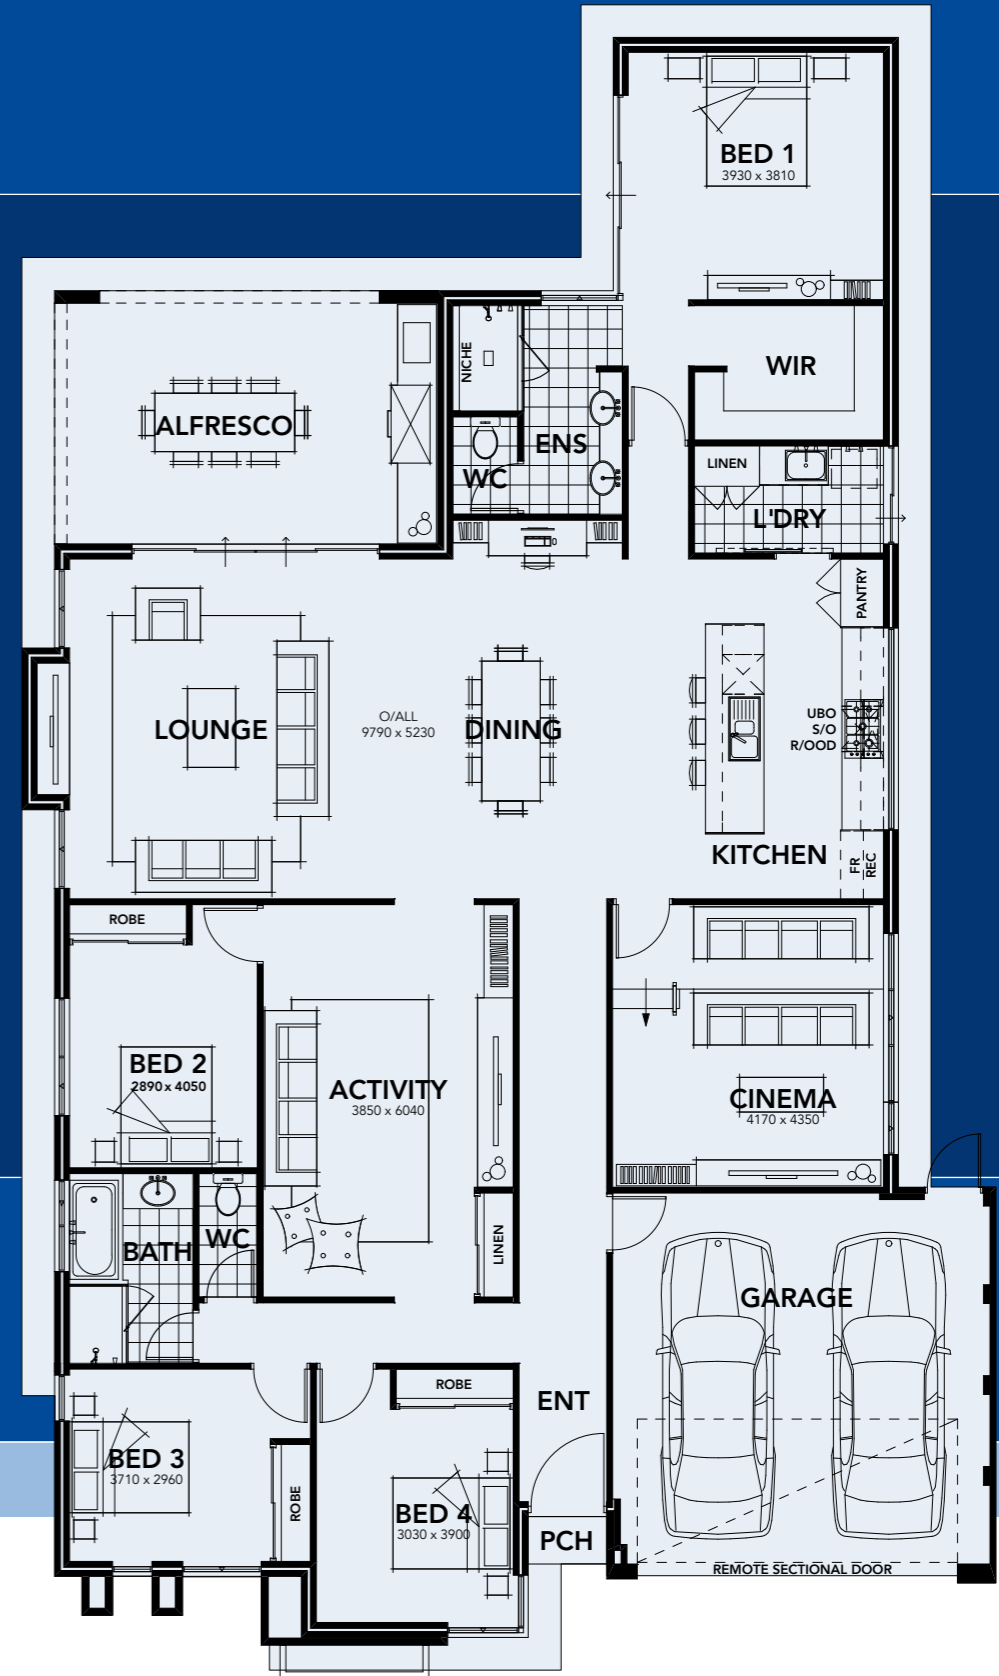 BED 1
3930 x 3810
WIR
NICHE
ALFRESCO
ENS
WC
LINEN
L'DRY
PANTRY
LOUNGE
O/ALL
9790 x 5230
DINING
UBO
S/O
R/OOD
KITCHEN
FR
REC
ROBE
BED 2
2890 x 4050
ACTIVITY
3850 x 6040
CINEMA
4170 x 4350
BATH
WC
LINEN
GARAGE
ROBE
ENT
BED 3
3710 x 2960
ROBE
BED 4
3030 x 3900
PCH
REMOTE SECTIONAL DOOR